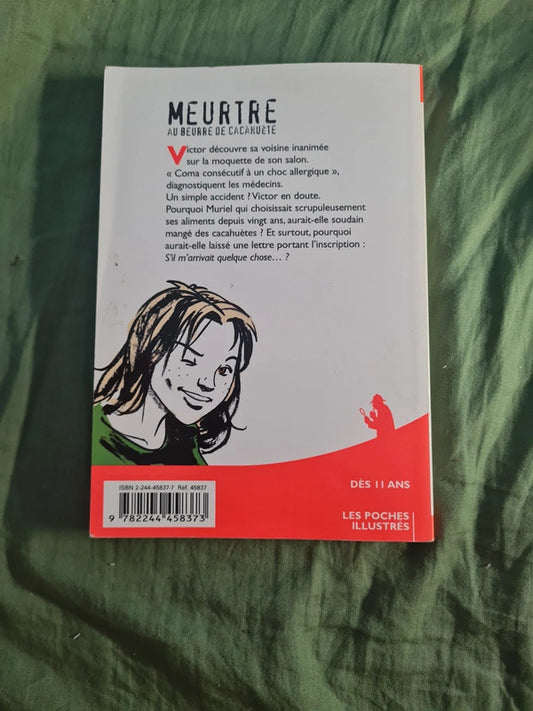 MEURTRE
AU BEURRE DE CACAHUÈTE
Victor découvre sa voisine inanimée
sur la moquette de son salon.
« Coma consécutif à un choc allergique »,
diagnostiquent les médecins.
Un simple accident ? Victor en doute.
Pourquoi Muriel qui choisissait scrupuleusement
ses aliments depuis vingt ans, aurait-elle soudain
mangé des cacahuètes ? Et surtout, pourquoi
aurait-elle laissé une lettre portant l'inscription :
S'il m'arrivait quelque chose… ?
ISBN 2-244-45837-7 Réf. 45837
9 782244 458373
DÈS 11 ANS
LES POCHES
ILLUSTRÉS